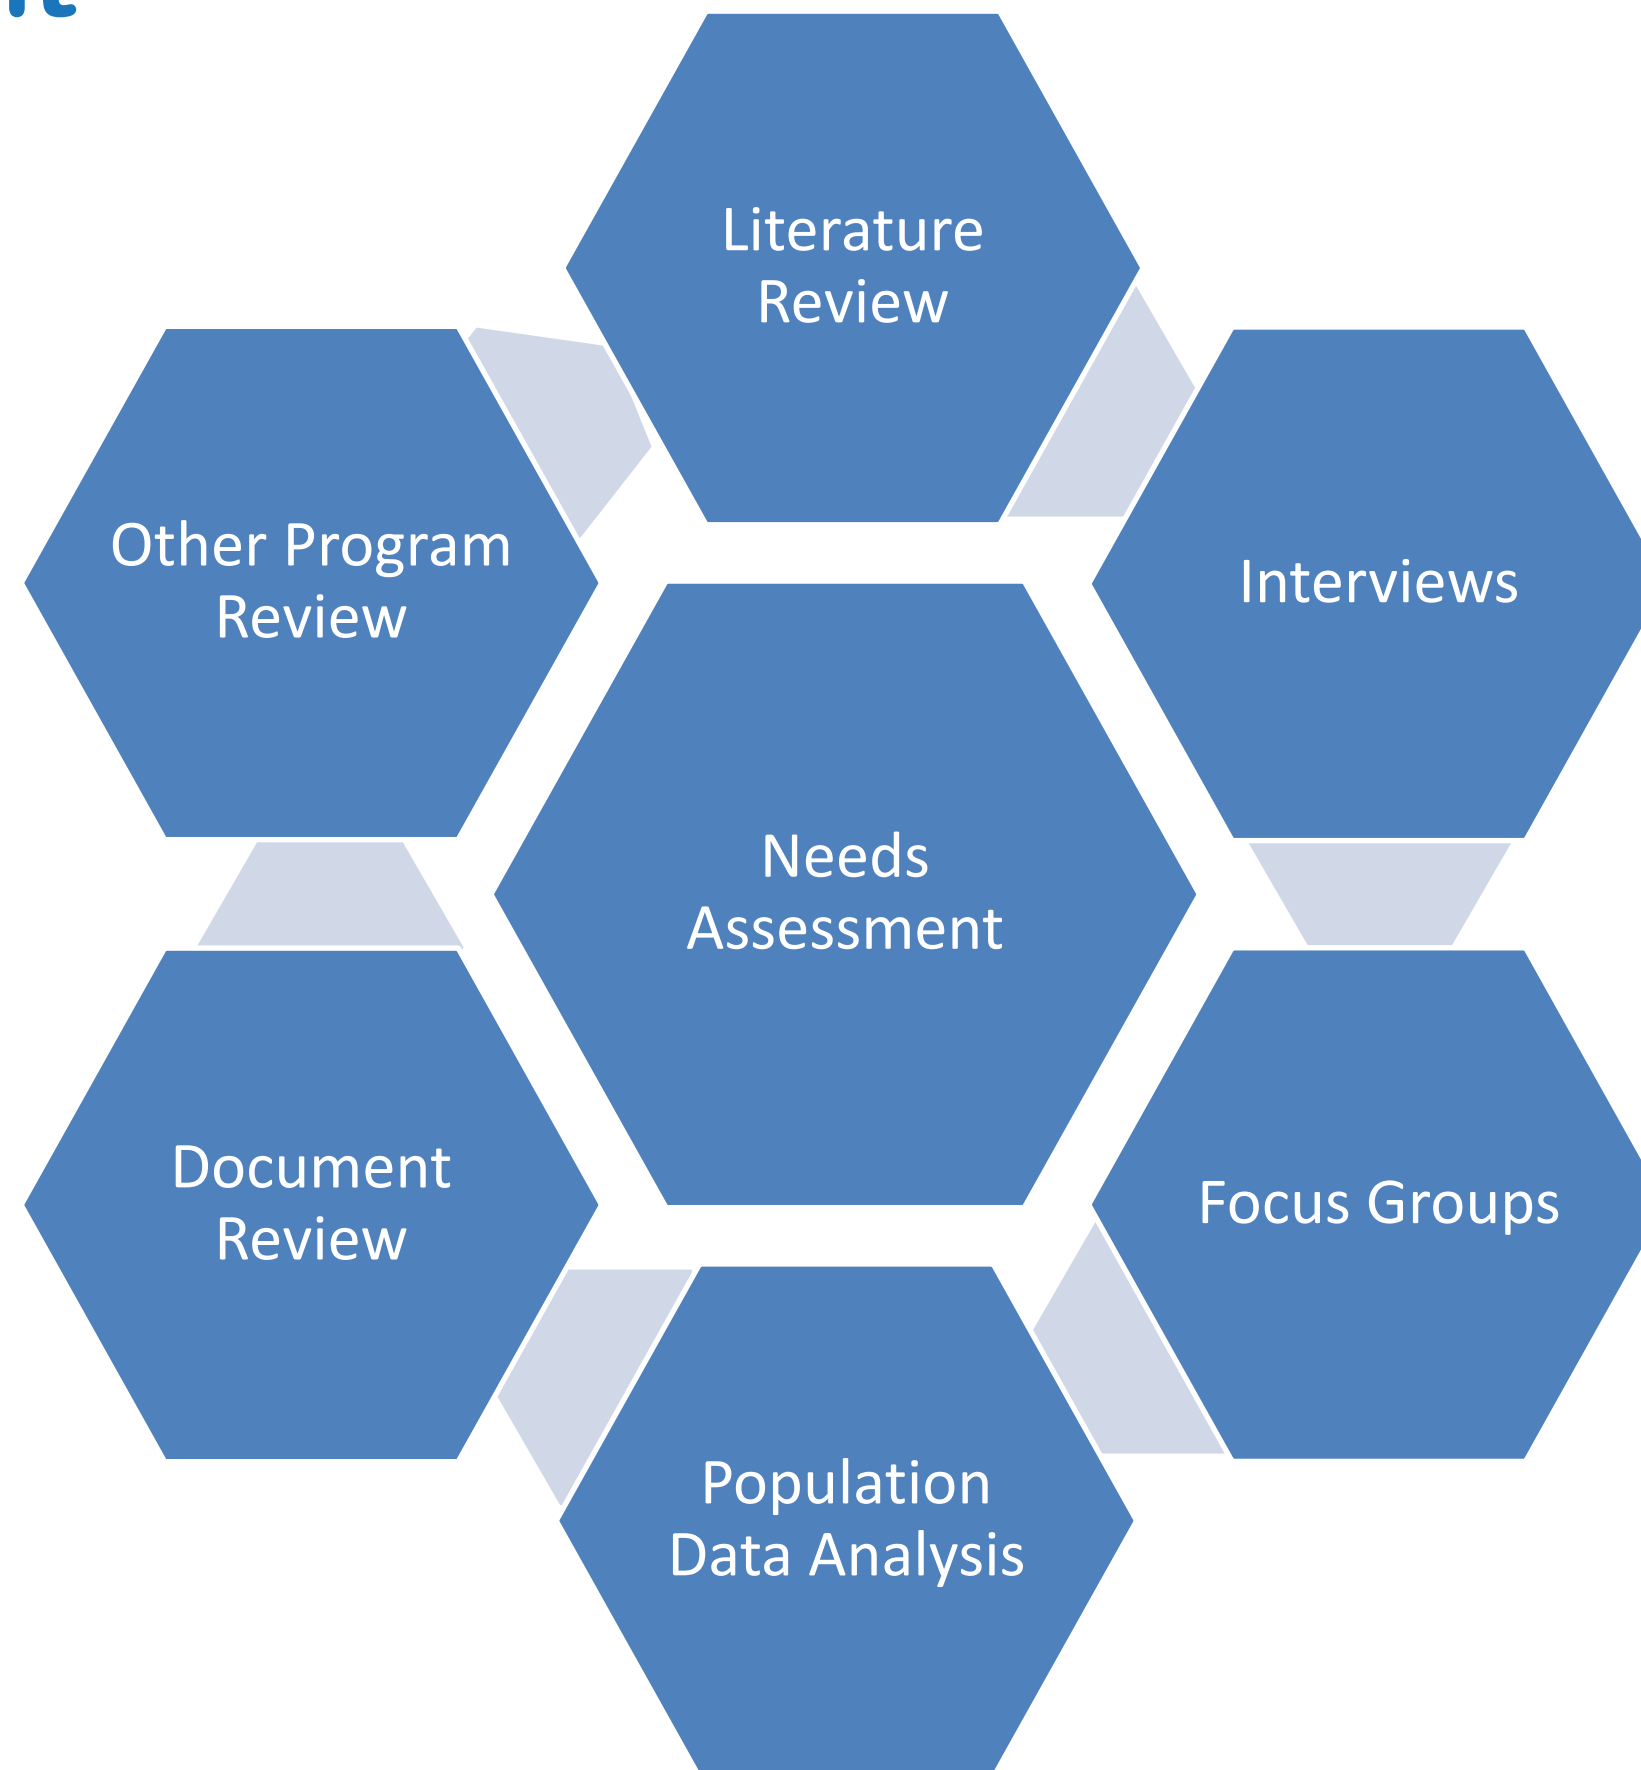 Literature
Review
Interviews
Other Program
Review
Needs
Assessment
Focus Groups
Document
Review
Population
Data Analysis